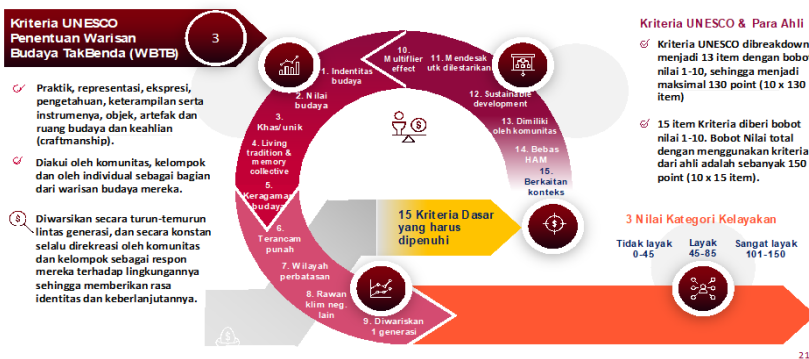 Kriteria UNESCO
Penentuan Warisan
Budaya TakBenda (WBTB)
3
Praktik, representasi, ekspresi,
pengetahuan, keterampilan serta
instrumenya, objek, artefak dan
ruang budaya dan keahlian
(craftmanship).
Diakui oleh komunitas, kelompok
dan oleh individual sebagai bagian
dari warisan budaya mereka.
Diwarisikan secara turun-temurun
lintas generasi, dan secara konstan
selalu direkreasi oleh komunitas
dan kelompok sebagai respon
mereka terhadap lingkungannya
sehingga memberikan rasa
identitas dan keberlanjutannya.
1. Indentitas
budaya
2. Nilai
budaya
3.
Khas/unik
4. Living
tradition &
memory
collective
5.
Keragaman
budaya
6.
Terancam
punah
7. Wilayah
perbatasan
8. Rawan
klim neg.
lain
9. Diwariskan
1 generasi
10.
Multiflier
effect
11. Mendesak
utk dilestarikan
12. Sustainable
development
13. Dimiliki
oleh komunitas
14. Bebas
HAM
15.
Berkaitan
konteks
15 Kriteria Dasar
yang harus
dipenuhi
Kriteria UNESCO & Para Ahli
Kriteria UNESCO dibreakdown
menjadi 13 item dengan bobot
nilai 1-10, sehingga menjadi
maksimal 130 point (10 x 130
item)
15 item Kriteria diberi bobot
nilai 1-10. Bobot Nilai total
dengan menggunakan kriteria
dari ahli adalah sebanyak 150
point (10 x 15 item).
3 Nilai Kategori Kelayakan
Tidak layak
0-45
Layak
45-85
Sangat layak
101-150
21